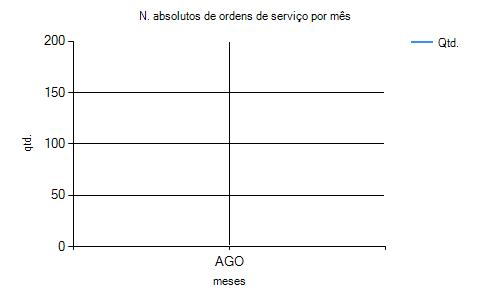 N. absolutos de ordens de serviço por mês
Qtd.
200
150
100
50
0
qtd.
AGO
meses